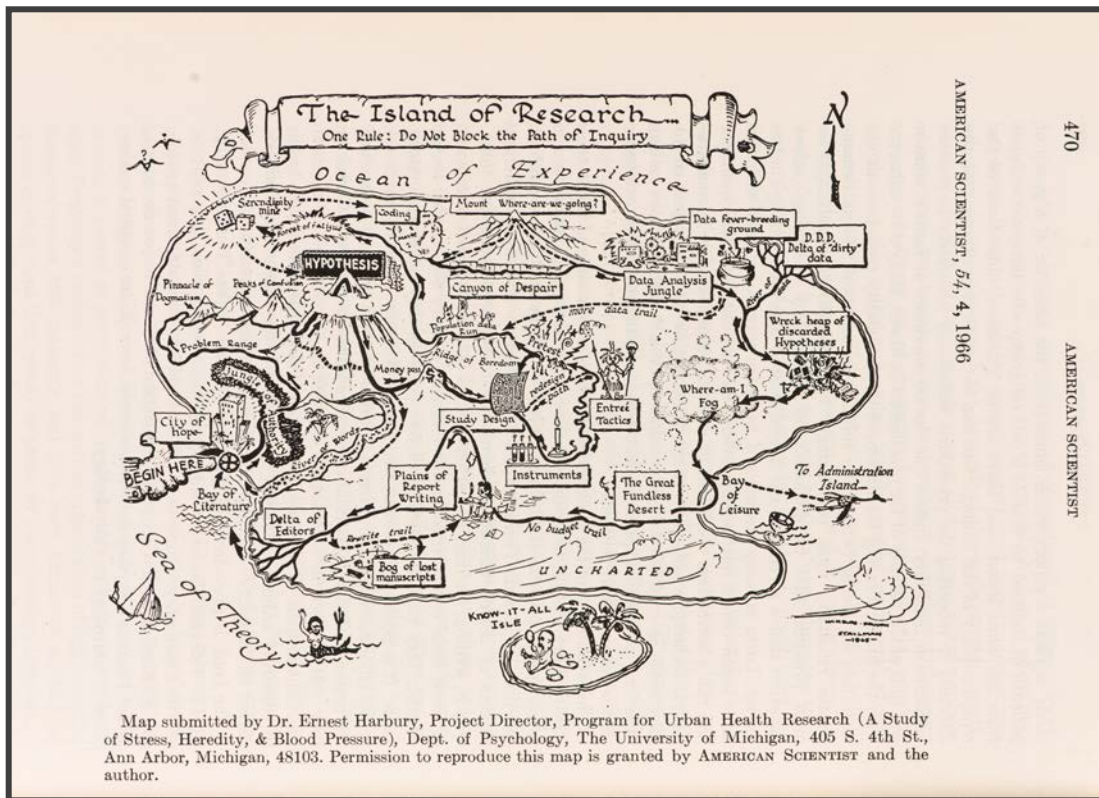 470
AMERICAN SCIENTIST
AMERICAN SCIENTIST, 54, 4, 1966
The Island of Research
One Rule: Do Not Block the Path of Inquiry
N
Ocean of Experience
Serendipity
mine
Coding
Mount Where-are-we-going?
Data Fever-breeding
ground
Forest of Fatigue
D.D.D.
Delta of "dirty"
data
HYPOTHESIS
Canyon of Despair
Data Analysis
Jungle
River of data
Pinnacle of
Dogmatism
Peaks of Confusion
more data trail
Population data
Run
Pretest
Wreck heap of
discarded
Hypotheses
Problem Range
Ridge of Boredom
Money pass
redesign
path
Where-am-I
Fog
Jungle of
Authority
Study Design
Entreé
Tactics
City of
hope
River of Words
BEGIN HERE
Instruments
To Administration
Island
Plains of
Report
Writing
The Great
Fundless
Desert
Bay
of
Leisure
Bay of
Literature
Delta of
Editors
Rewrite trail
No budget trail
Bog of lost
manuscripts
UNCHARTED
Sea of Theory
KNOW-IT-ALL
ISLE
Map submitted by Dr. Ernest Harbury, Project Director, Program for Urban Health Research (A Study
of Stress, Heredity, & Blood Pressure), Dept. of Psychology, The University of Michigan, 405 S. 4th St.,
Ann Arbor, Michigan, 48103. Permission to reproduce this map is granted by AMERICAN SCIENTIST and the
author.